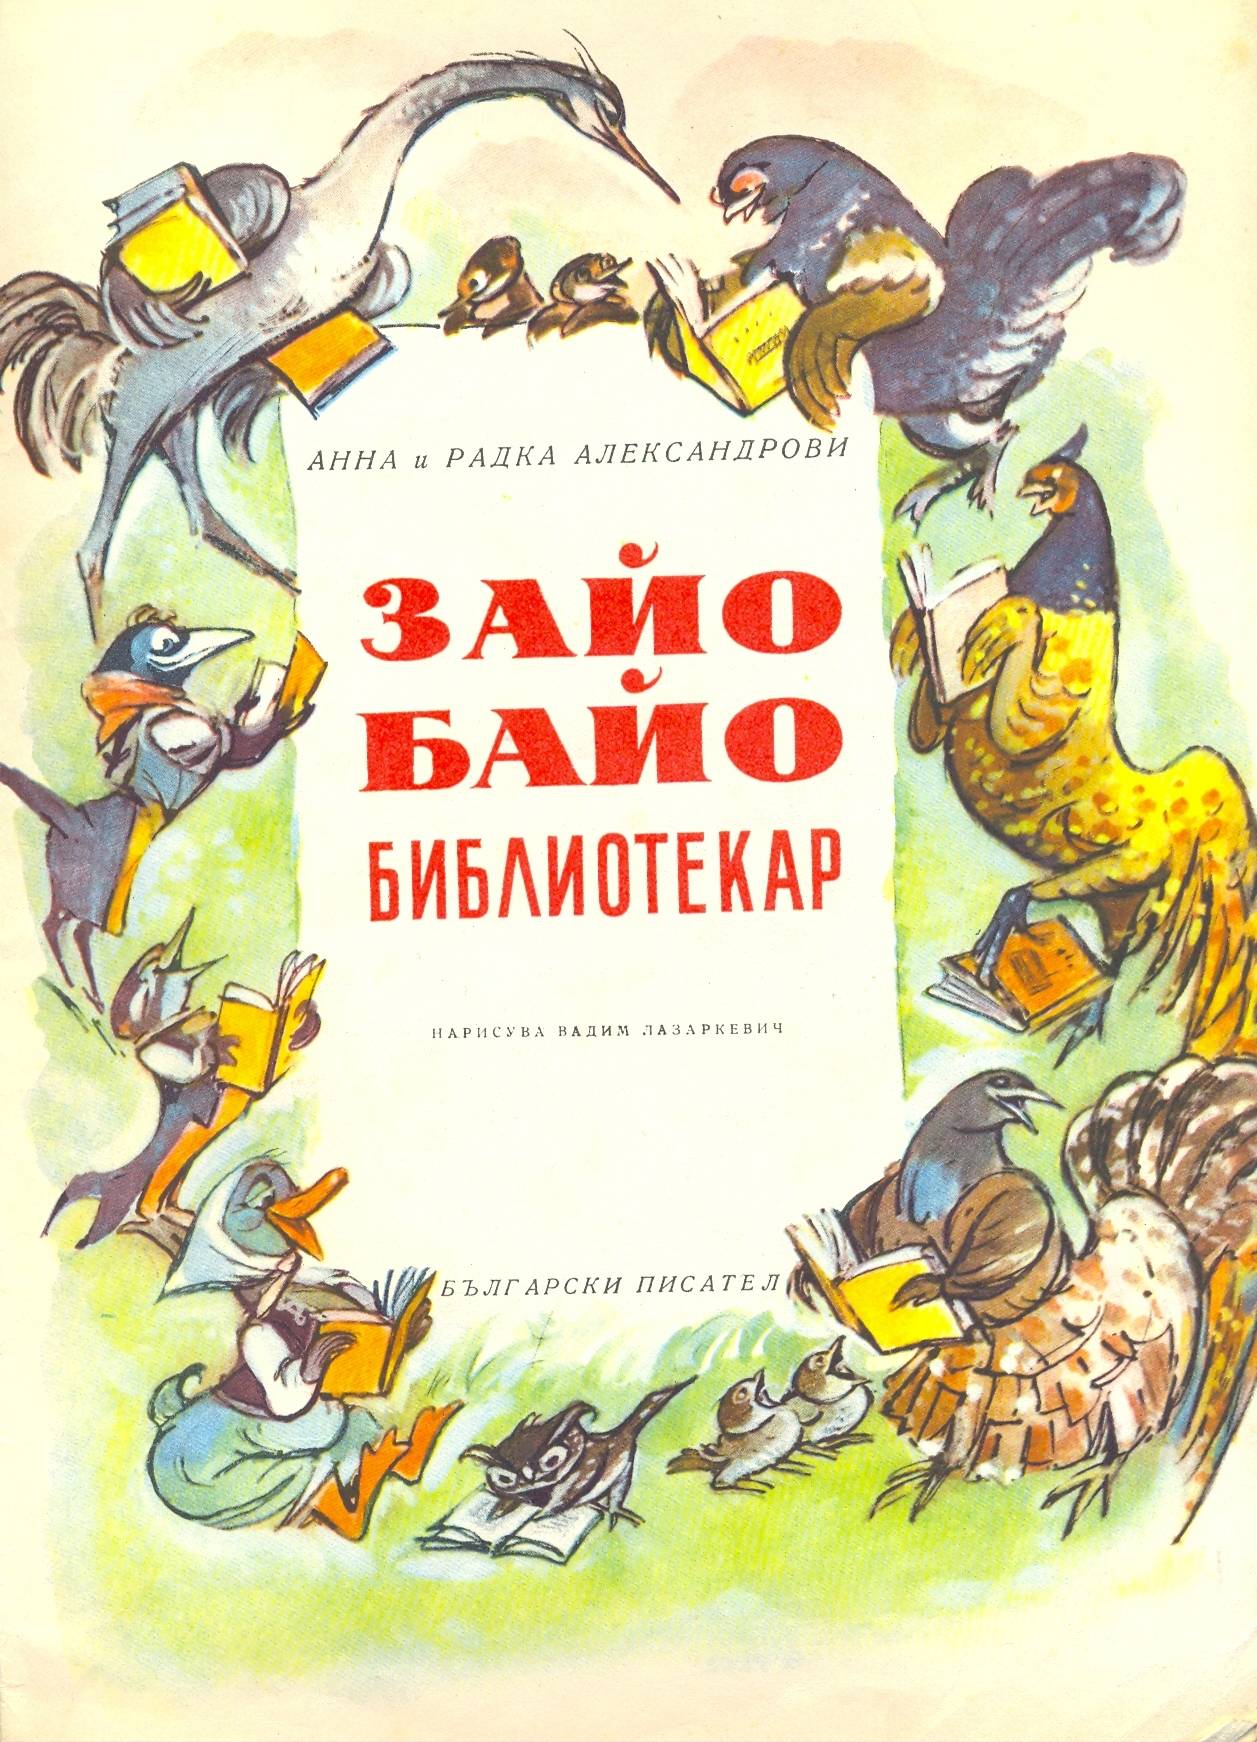 АННА и РАДКА АЛЕКСАНДРОВИ
ЗАЙО
БАЙО
БИБЛИОТЕКАР
НАРИСУВА ВАДИМ ЛАЗАРКЕВИЧ
БЪЛГАРСКИ ПИСАТЕЛ